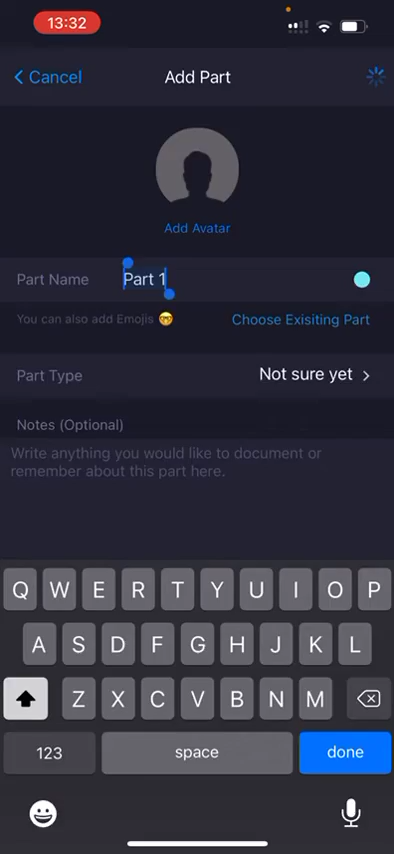 13:32
Cancel
Add Part
Add Avatar
Part Name Part 1
You can also add Emojis 🤓 Choose Exisiting Part
Part Type Not sure yet
Notes (Optional)
Write anything you would like to document or
remember about this part here.
Q W E R T Y U I O P
A S D F G H J K L
Z X C V B N M
123 space done